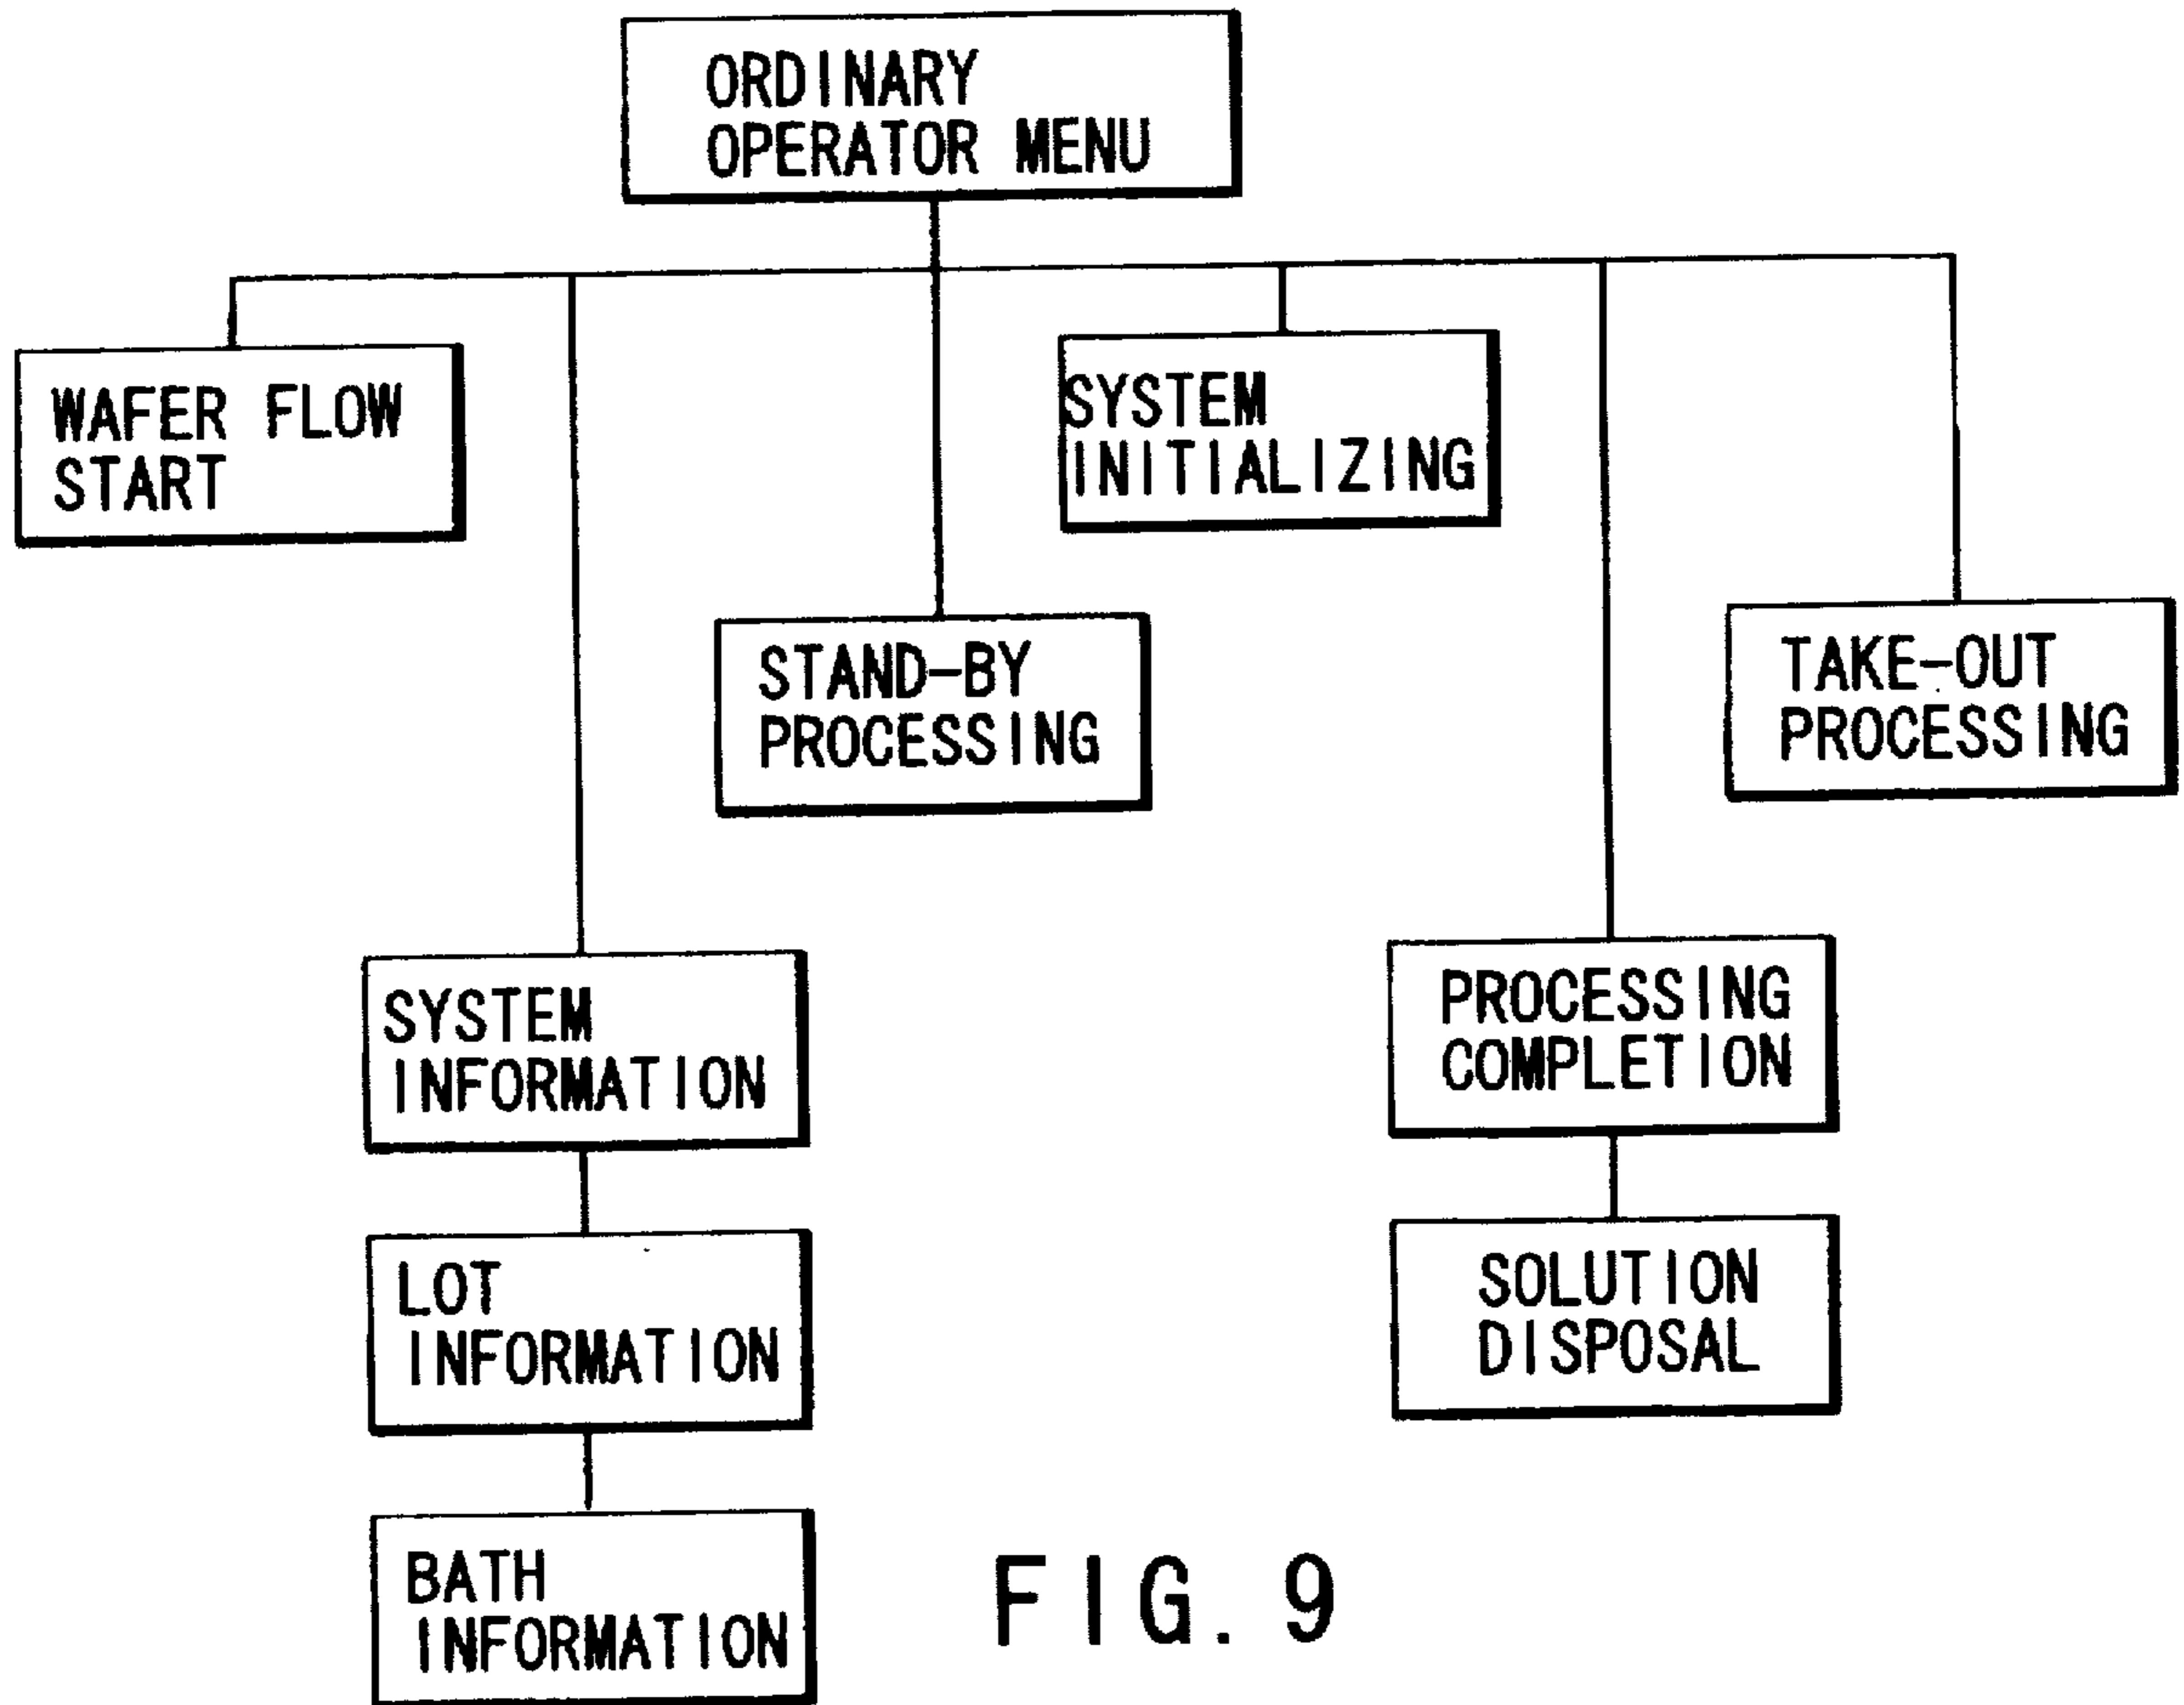 ORDINARY
OPERATOR MENU
WAFER FLOW
START
SYSTEM
INITIALIZING
STAND-BY
PROCESSING
TAKE-OUT
PROCESSING
SYSTEM
INFORMATION
PROCESSING
COMPLETION
LOT
INFORMATION
SOLUTION
DISPOSAL
BATH
INFORMATION
FIG. 9